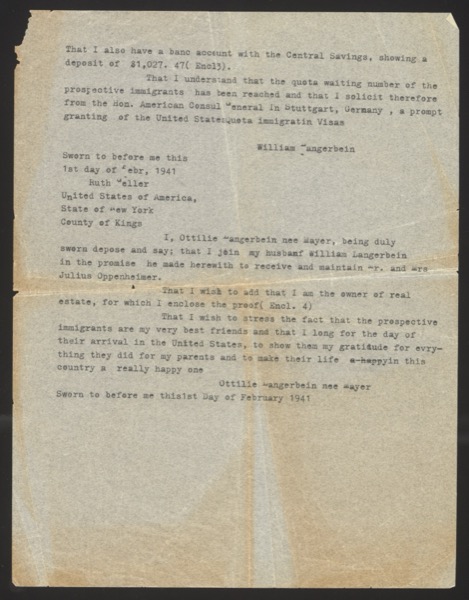 That I also have a banc account with the Central Savings, showing a
deposit of $1,027. 47( Encl3).
That I understand that the quota waiting number of the
prospective immigrants has been reached and that I solicit therefore
from the Hon. American Consul General In Stuttgart, Germany , a prompt
granting of the United StatesQuota immigratin Visas
William Langerbein
Sworn to before me this
1st day of Febr, 1941
Ruth
United States of America,
State of New York
County of Kings
I, Ottilie Langerbein nee Mayer, being duly
sworn depose and say; that I join my husbamf William Langerbein
in the promise he made herewith to receive and maintain Mr. and Mrs
Julius Oppenheimer.
That I wish to add that I am the owner of real
estate, for which I enclose the proof( Encl. 4)
That I wish to stress the fact that the prospective
immigrants are my very best friends and that I long for the day of
their arrival in the United States, to show them my gratitude for evry-
thing they did for my parents and to make their life a happyin this
country a really happy one
Ottilie Langerbein nee Mayer
Sworn to before me this1st Day of February 1941